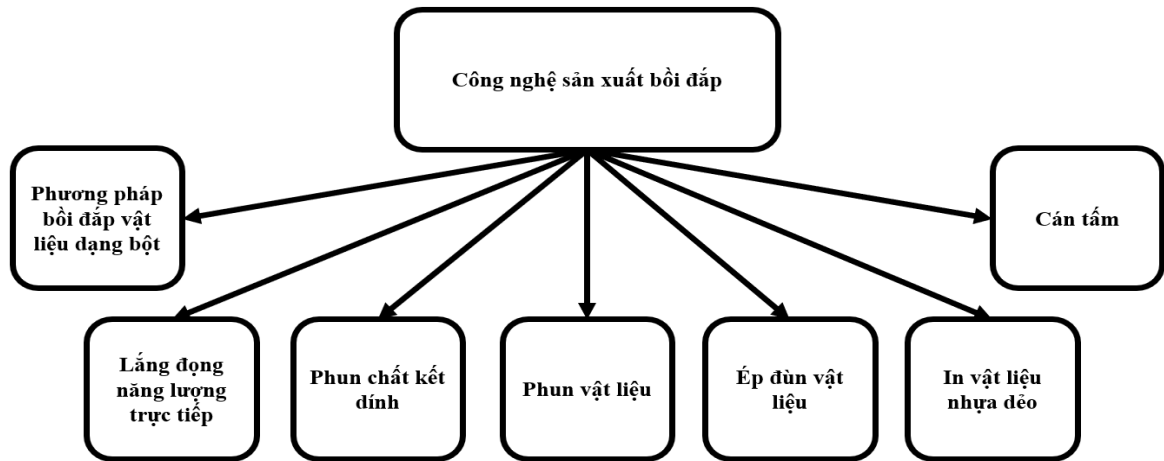 Công nghệ sản xuất bồi đắp
Phương pháp
bồi đắp vật
liệu dạng bột
Cán tấm
Lắng đọng
năng lượng
trực tiếp
Phun chất kết
dính
Phun vật liệu
Ép đùn vật
liệu
In vật liệu
nhựa dẻo